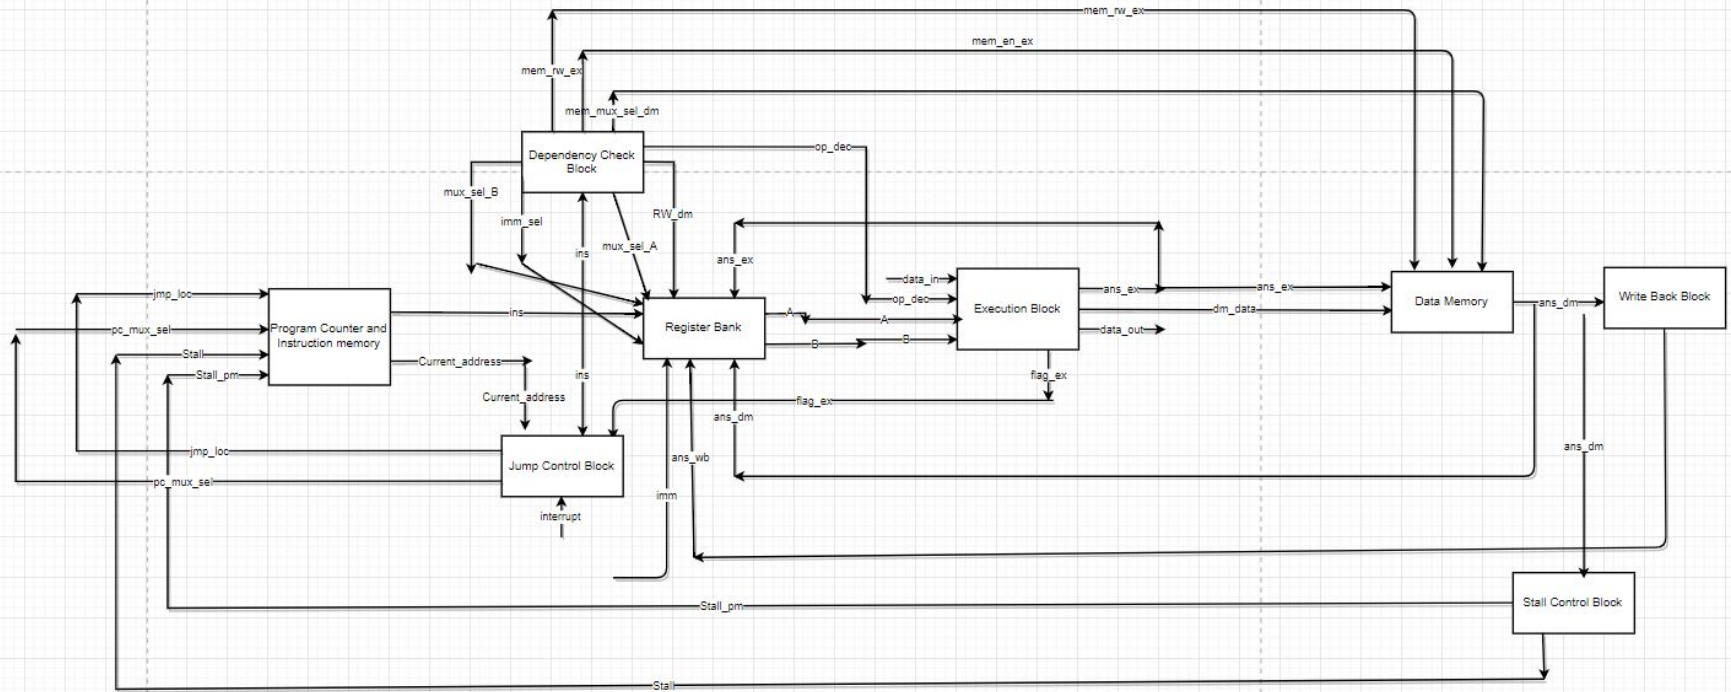 mem_rw_ex
mem_en_ex
mem_rw_ex
mem_mux_sel_dm
op_dec
Dependency Check
Block
mux_sel_B
imm_sel
RW_dm
mux_sel_A
ins
ans_ex
data_in
op_dec
Execution Block
ans_ex
ans_ex
dm_data
data_out
Data Memory
ans_dm
Write Back Block
jmp_loc
pc_mux_sel
Stall
Stall_pm
Program Counter and
Instruction memory
ins
Register Bank
A
A
B
B
Current_address
Current_address
ins
flag_ex
flag_ex
ans_dm
ans_dm
jmp_loc
pc_mux_sel
Jump Control Block
ans_wb
imm
interrupt
Stall_pm
Stall Control Block
Stall